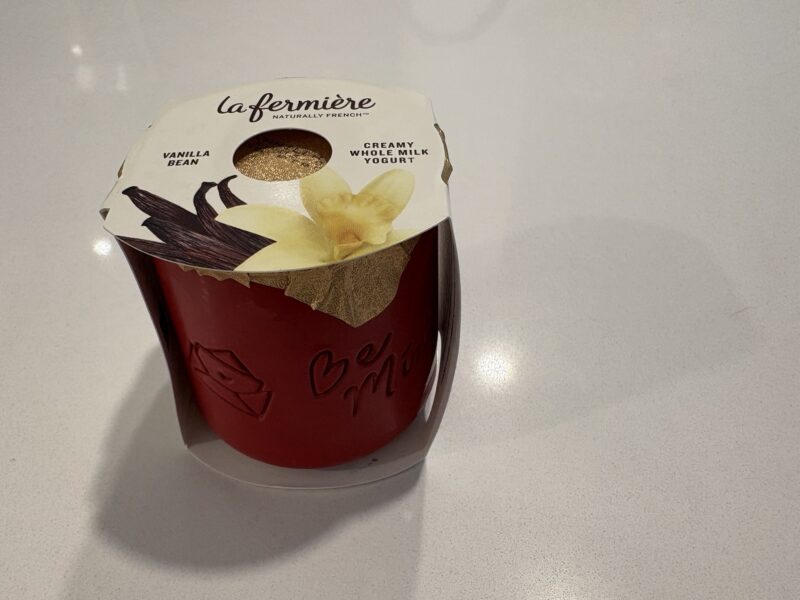 la fermière
NATURALLY FRENCH™
VANILLA
BEAN
CREAMY
WHOLE MILK
YOGURT
Be